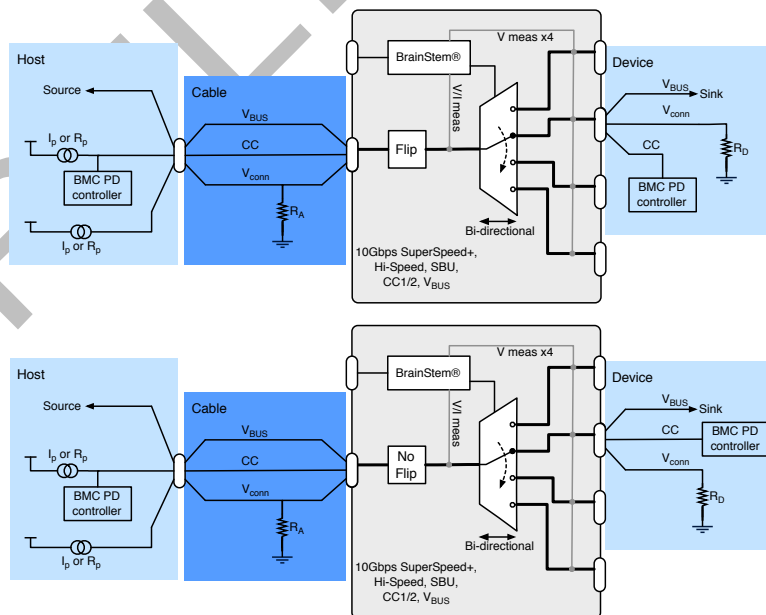 V meas x4
BrainStem®
Host
Source
Cable
Device
V/I meas
VBUS
Sink
Vconn
VBUS
Ip or Rp
CC
Flip
CC
RD
BMC PD
controller
Vconn
BMC PD
controller
RA
Ip or Rp
Bi-directional
10Gbps SuperSpeed+,
Hi-Speed, SBU,
CC1/2, VBUS
V meas x4
BrainStem®
Host
Source
Cable
Device
V/I meas
VBUS
Sink
VBUS
CC
BMC PD
controller
Ip or Rp
CC
No
Flip
Vconn
BMC PD
controller
Vconn
RD
RA
Ip or Rp
Bi-directional
10Gbps SuperSpeed+,
Hi-Speed, SBU,
CC1/2, VBUS